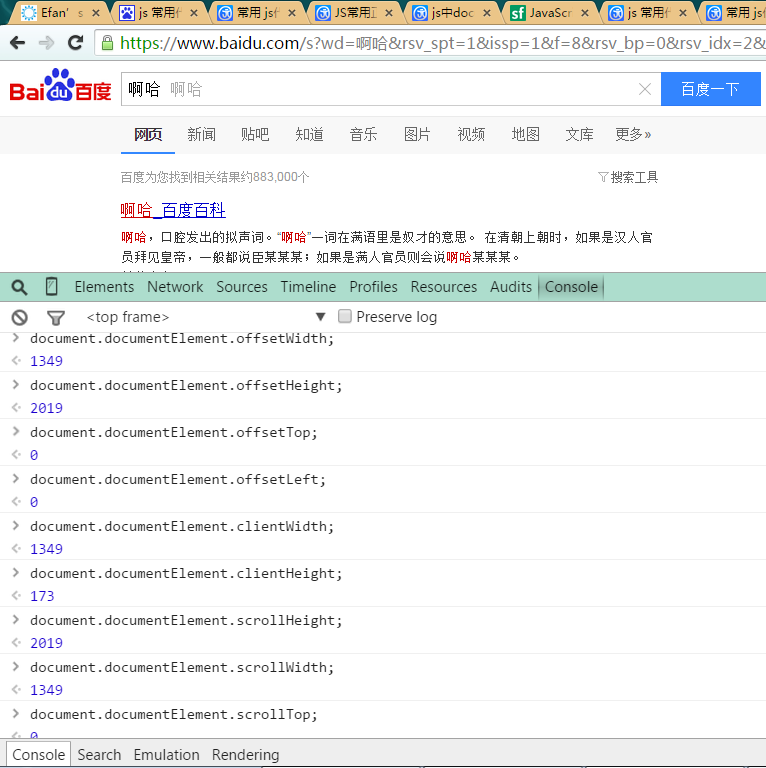 Efan's
js 常用
常用 js
JS常用
js中doc
JavaScr
js 常用
常用 js
https://www.baidu.com/s?wd=啊哈&rsv_spt=1&issp=1&f=8&rsv_bp=0&rsv_idx=2&
Bai du 百度 啊哈 啊哈 百度一下
网页 新闻 贴吧 知道 音乐 图片 视频 地图 文库 更多»
百度为您找到相关结果约883,000个 搜索工具
啊哈_百度百科
啊哈，口腔发出的拟声词。“啊哈”一词在满语里是奴才的意思。 在清朝上朝时，如果是汉人官
员拜见皇帝，一般都说臣某某某；如果是满人官员则会说啊哈某某某。
Elements Network Sources Timeline Profiles Resources Audits Console
<top frame> Preserve log
document.documentElement.offsetWidth;
1349
document.documentElement.offsetHeight;
2019
document.documentElement.offsetTop;
0
document.documentElement.offsetLeft;
0
document.documentElement.clientWidth;
1349
document.documentElement.clientHeight;
173
document.documentElement.scrollHeight;
2019
document.documentElement.scrollWidth;
1349
document.documentElement.scrollTop;
0
Console Search Emulation Rendering